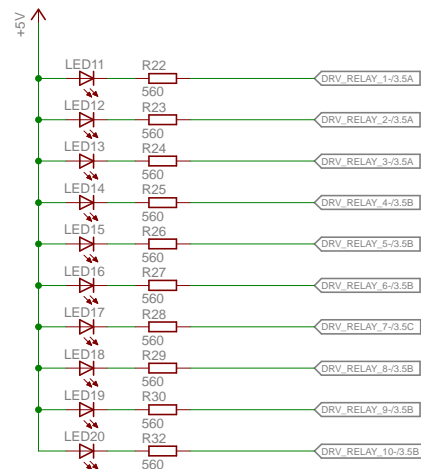 +5V
LED11 R22
560
DRV_RELAY_1-/3.5A
LED12 R23
560
DRV_RELAY_2-/3.5A
LED13 R24
560
DRV_RELAY_3-/3.5A
LED14 R25
560
DRV_RELAY_4-/3.5B
LED15 R26
560
DRV_RELAY_5-/3.5B
LED16 R27
560
DRV_RELAY_6-/3.5B
LED17 R28
560
DRV_RELAY_7-/3.5C
LED18 R29
560
DRV_RELAY_8-/3.5B
LED19 R30
560
DRV_RELAY_9-/3.5B
LED20 R32
560
DRV_RELAY_10-/3.5B